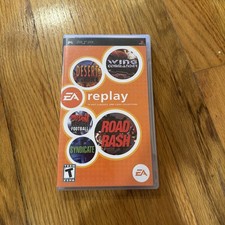 PSP
DESERT
WING
COMMANDER
EA
replay
FOOTBALL
ROAD
RASH
SYNDICATE
T
EA